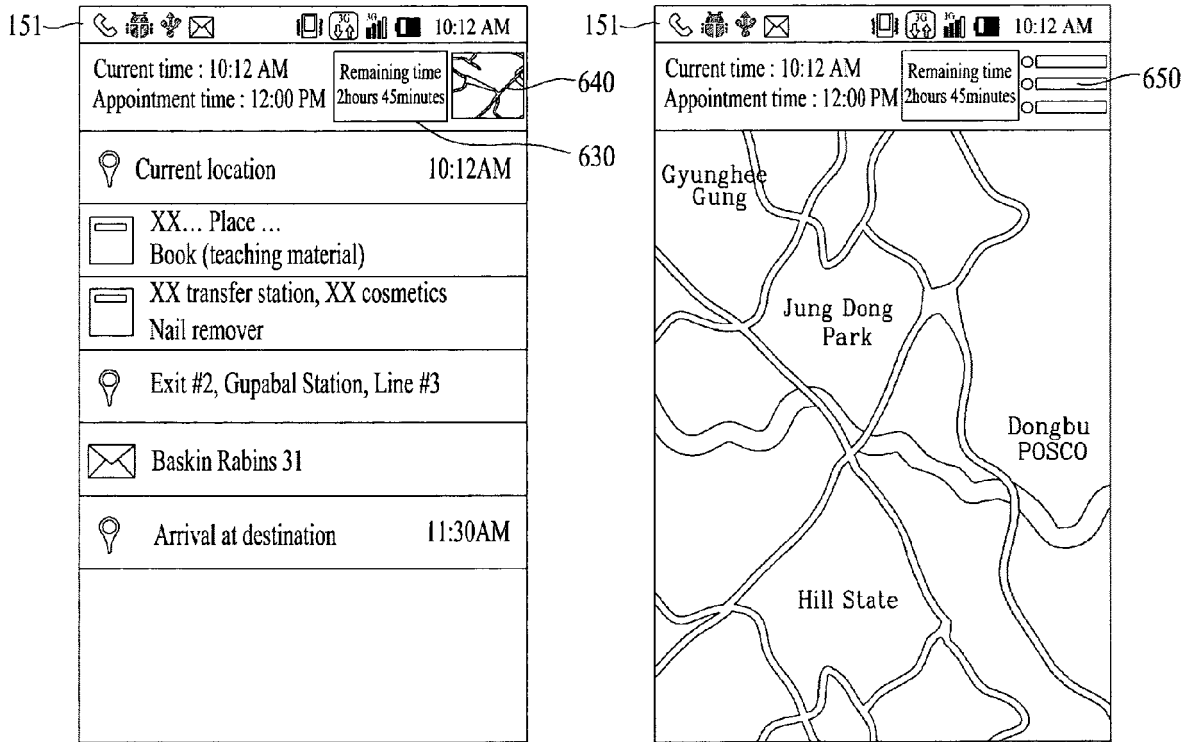 151
3G
3G
10:12 AM
Current time : 10:12 AM
Appointment time : 12:00 PM
Remaining time
2hours 45minutes
640
630
Current location 10:12AM
XX... Place ...
Book (teaching material)
XX transfer station, XX cosmetics
Nail remover
Exit #2, Gupabal Station, Line #3
Baskin Rabins 31
Arrival at destination 11:30AM
151
3G
3G
10:12 AM
Current time : 10:12 AM
Appointment time : 12:00 PM
Remaining time
2hours 45minutes
650
Gyunghee
Gung
Jung Dong
Park
Dongbu
POSCO
Hill State